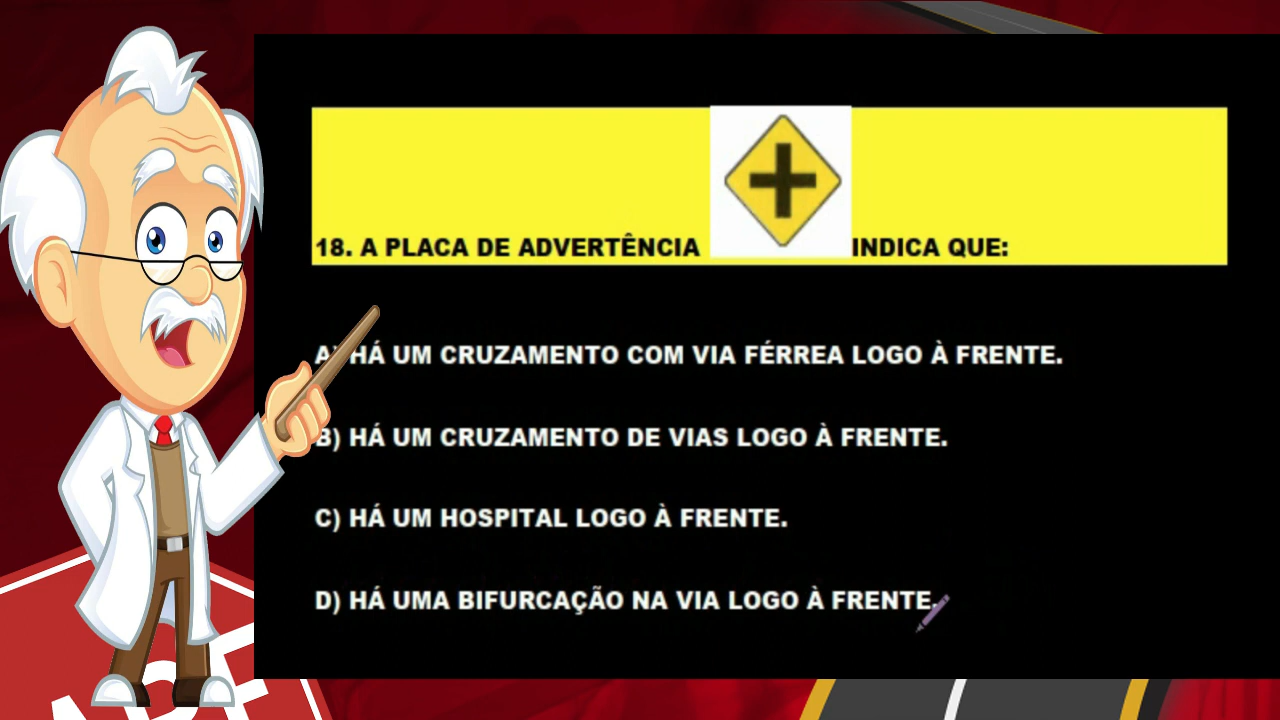 18. A PLACA DE ADVERTÊNCIA INDICA QUE:
A) HÁ UM CRUZAMENTO COM VIA FÉRREA LOGO À FRENTE.
B) HÁ UM CRUZAMENTO DE VIAS LOGO À FRENTE.
C) HÁ UM HOSPITAL LOGO À FRENTE.
D) HÁ UMA BIFURCAÇÃO NA VIA LOGO À FRENTE.